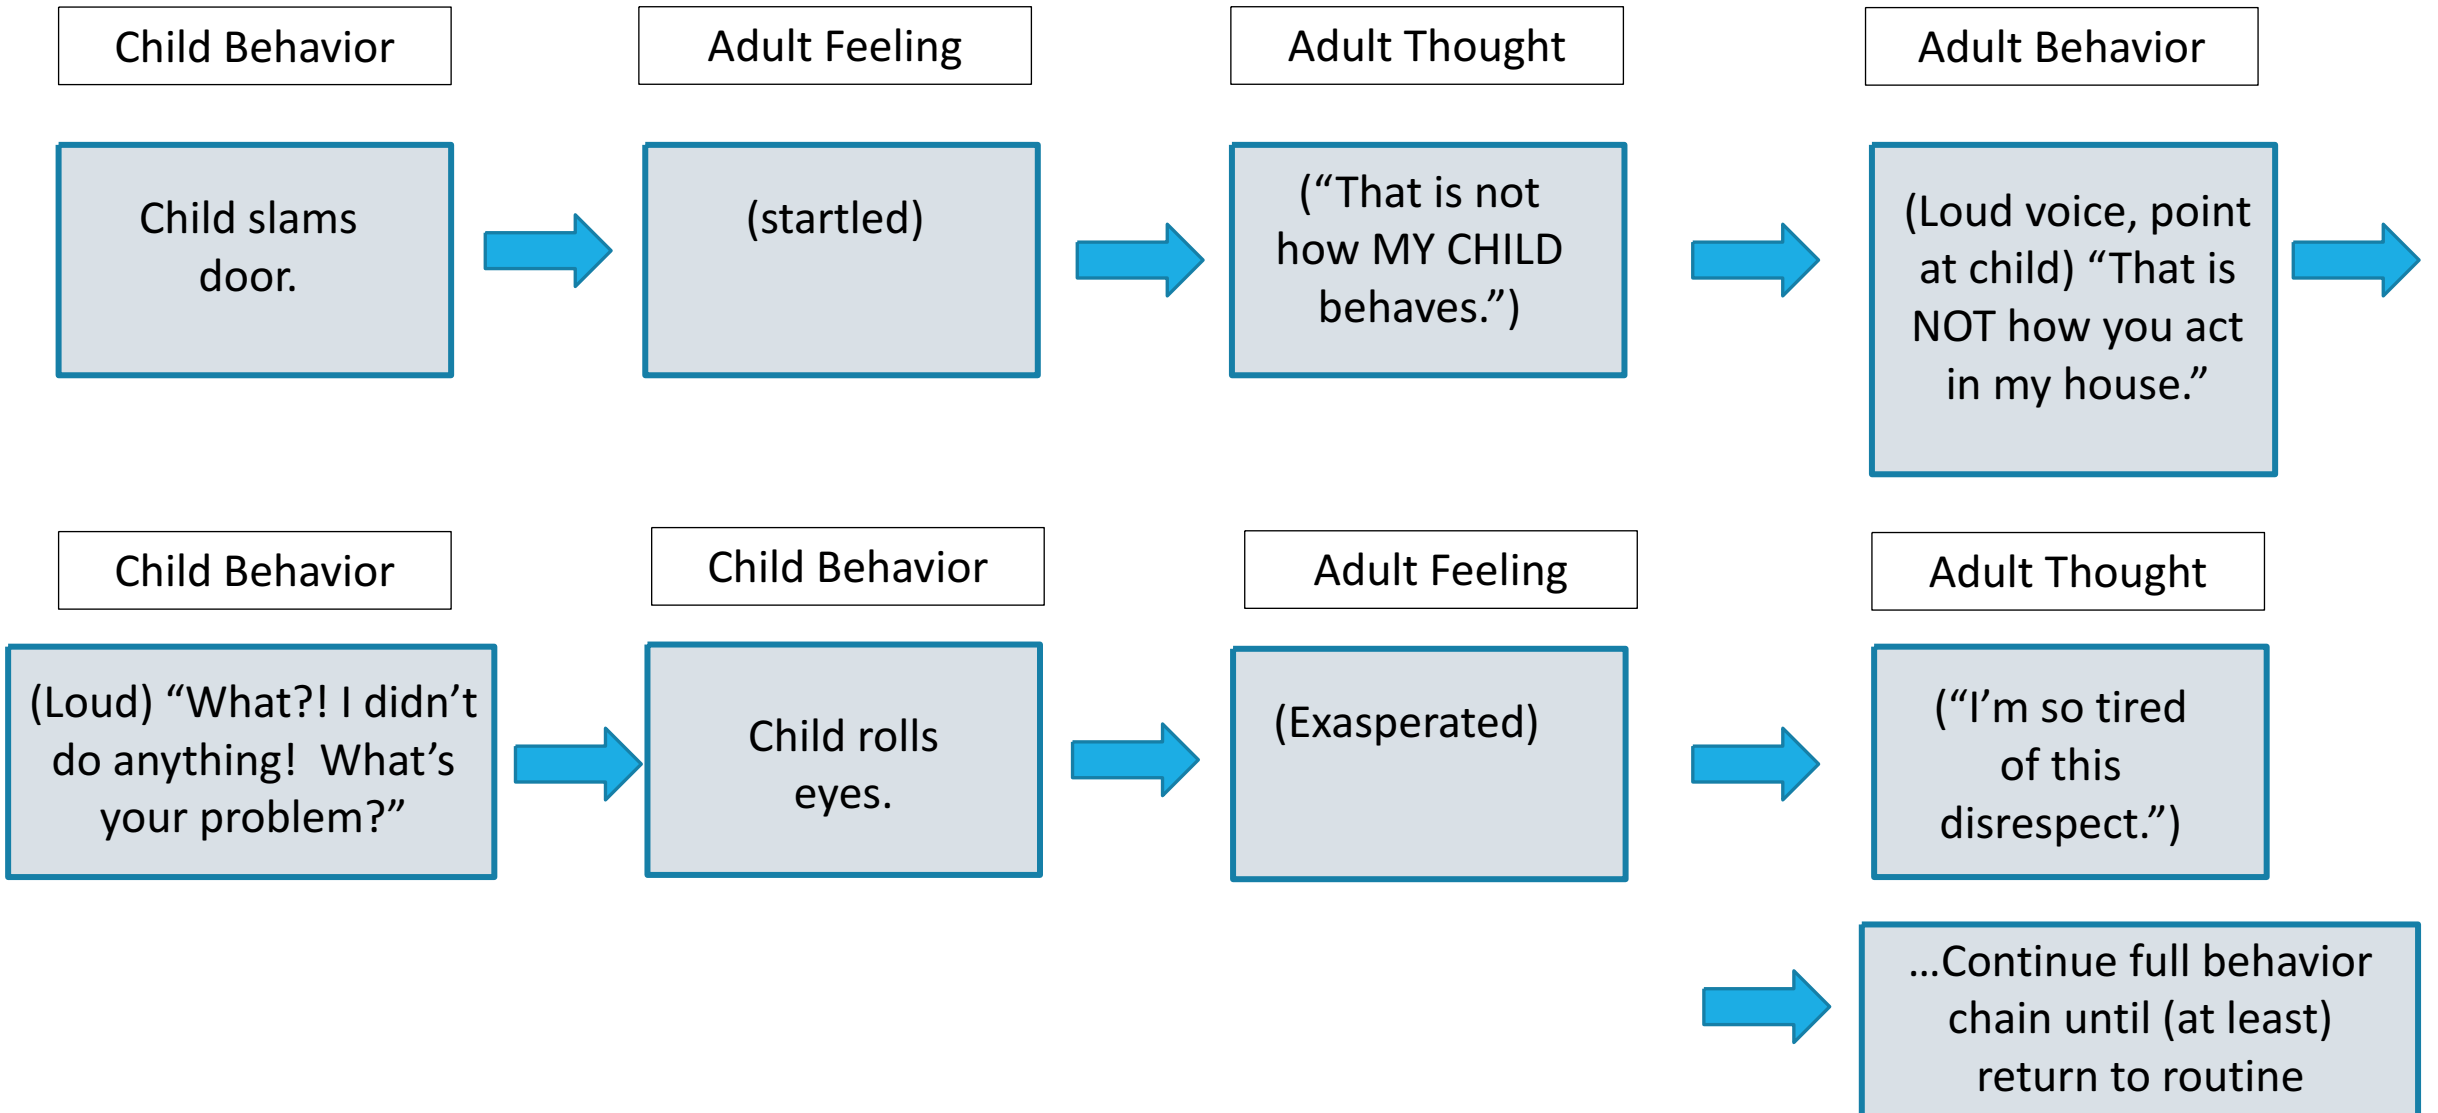 Child Behavior
Adult Feeling
Adult Thought
Adult Behavior
Child slams
door.
(startled)
(“That is not
how MY CHILD
behaves.”)
(Loud voice, point
at child) “That is
NOT how you act
in my house.”
Child Behavior
Child Behavior
Adult Feeling
Adult Thought
(Loud) “What?! I didn’t
do anything!  What’s
your problem?”
Child rolls
eyes.
(Exasperated)
(“I’m so tired
of this
disrespect.”)
…Continue full behavior
chain until (at least)
return to routine